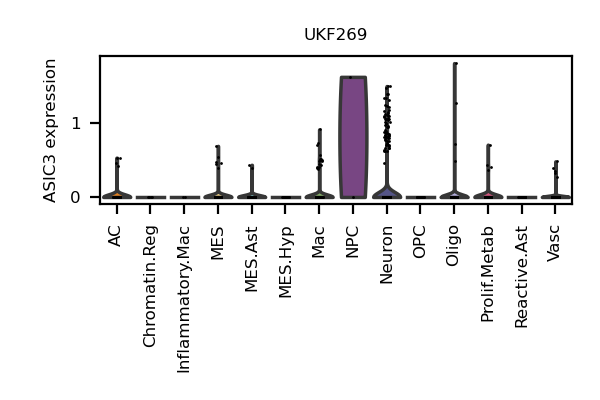 UKF269
ASIC3 expression
1
0
AC
Chromatin.Reg
Inflammatory.Mac
MES
MES.Ast
MES.Hyp
Mac
NPC
Neuron
OPC
Oligo
Prolif.Metab
Reactive.Ast
Vasc